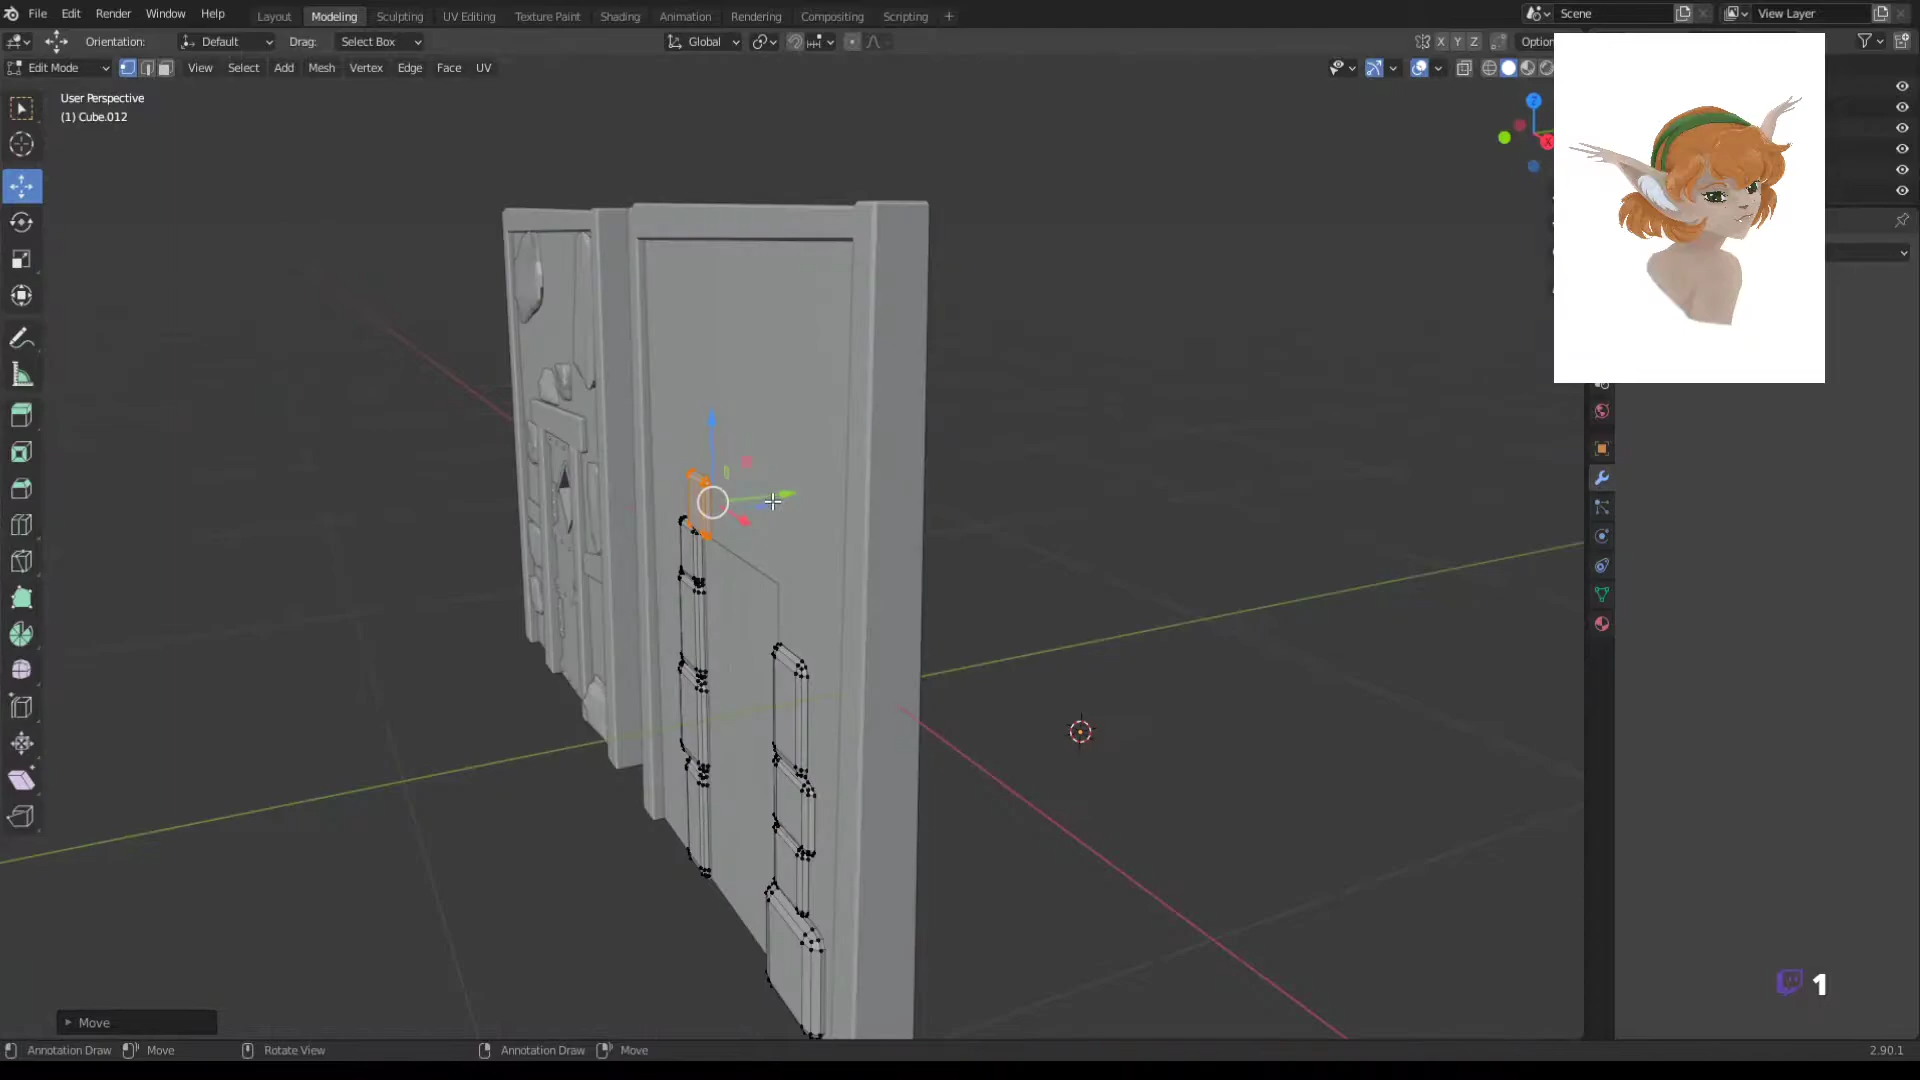 File Edit Render Window Help Layout Modeling Sculpting UV Editing Texture Paint Shading Animation Rendering Compositing Scripting + Scene View Layer
Orientation: Default Drag: Select Box Global X Y Z Option
Edit Mode View Select Add Mesh Vertex Edge Face UV
User Perspective
(1) Cube.012
Z
X
1
Move
Annotation Draw Move Rotate View Annotation Draw Move 2.90.1